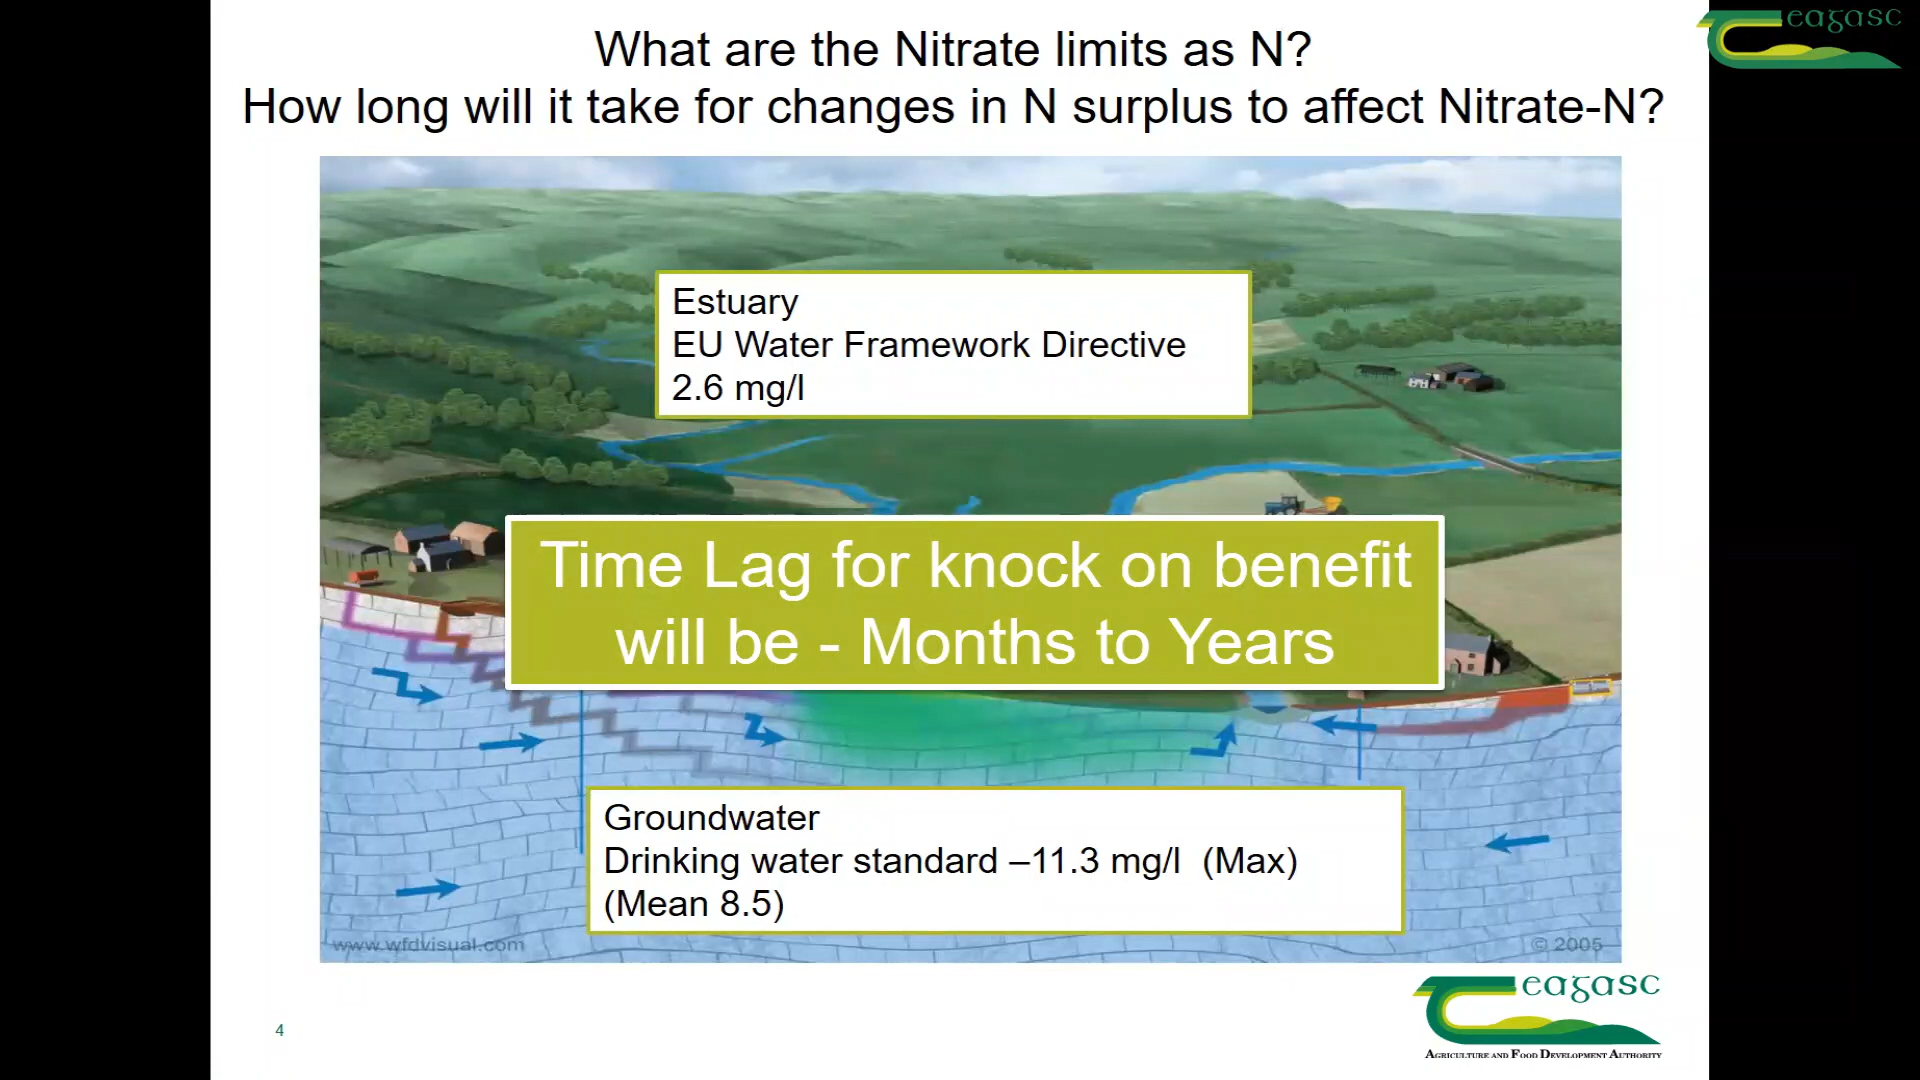 What are the Nitrate limits as N?
How long will it take for changes in N surplus to affect Nitrate-N?
eagasc
Estuary
EU Water Framework Directive
2.6 mg/l
Time Lag for knock on benefit
will be - Months to Years
Groundwater
Drinking water standard –11.3 mg/l (Max)
(Mean 8.5)
www.wfdvisual.com
© 2005
eagasc
AGRICULTURE AND FOOD DEVELOPMENT AUTHORITY
4